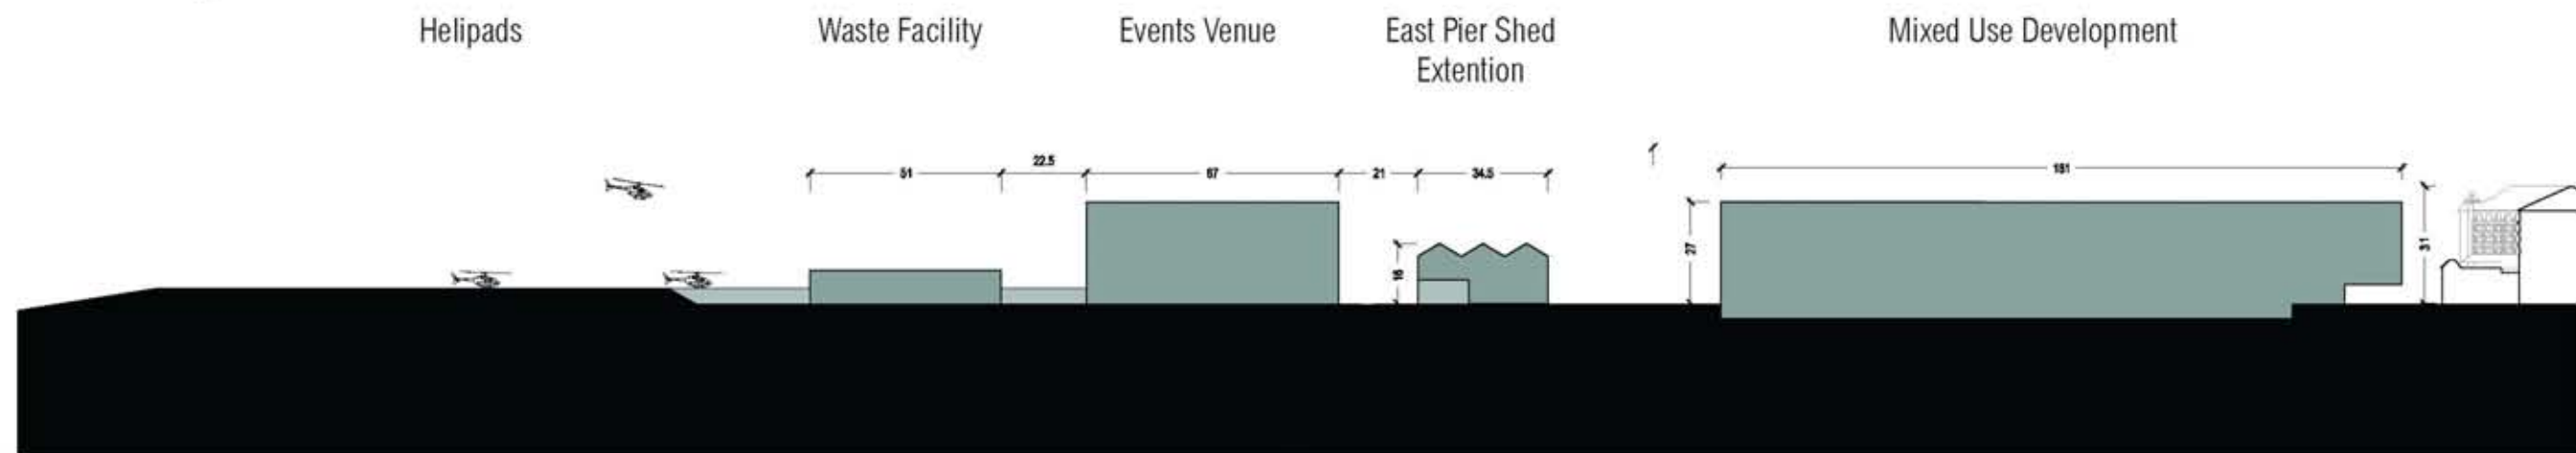 Helipads
Waste Facility
Events Venue
East Pier Shed
Extention
Mixed Use Development
51
22.5
67
21
34.5
181
16
27
31